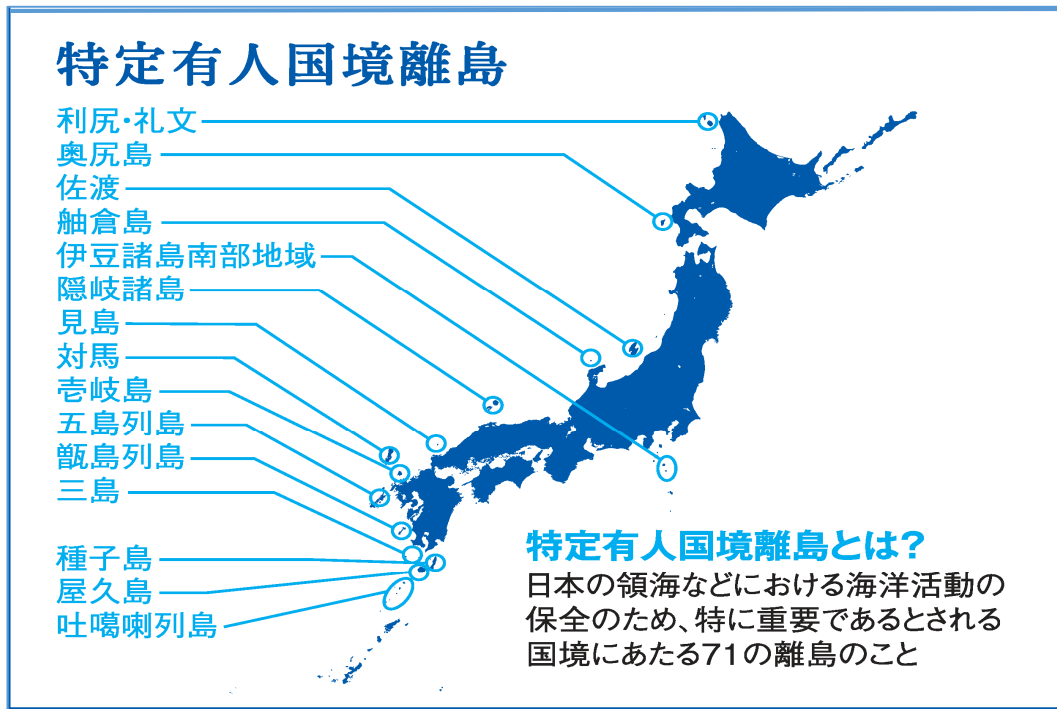 特定有人国境離島
利尻・礼文
奥尻島
佐渡
舳倉島
伊豆諸島南部地域
隠岐諸島
見島
対馬
壱岐島
五島列島
甑島列島
三島
種子島
屋久島
吐噶喇列島
特定有人国境離島とは?
日本の領海などにおける海洋活動の
保全のため、特に重要であるとされる
国境にあたる71の離島のこと